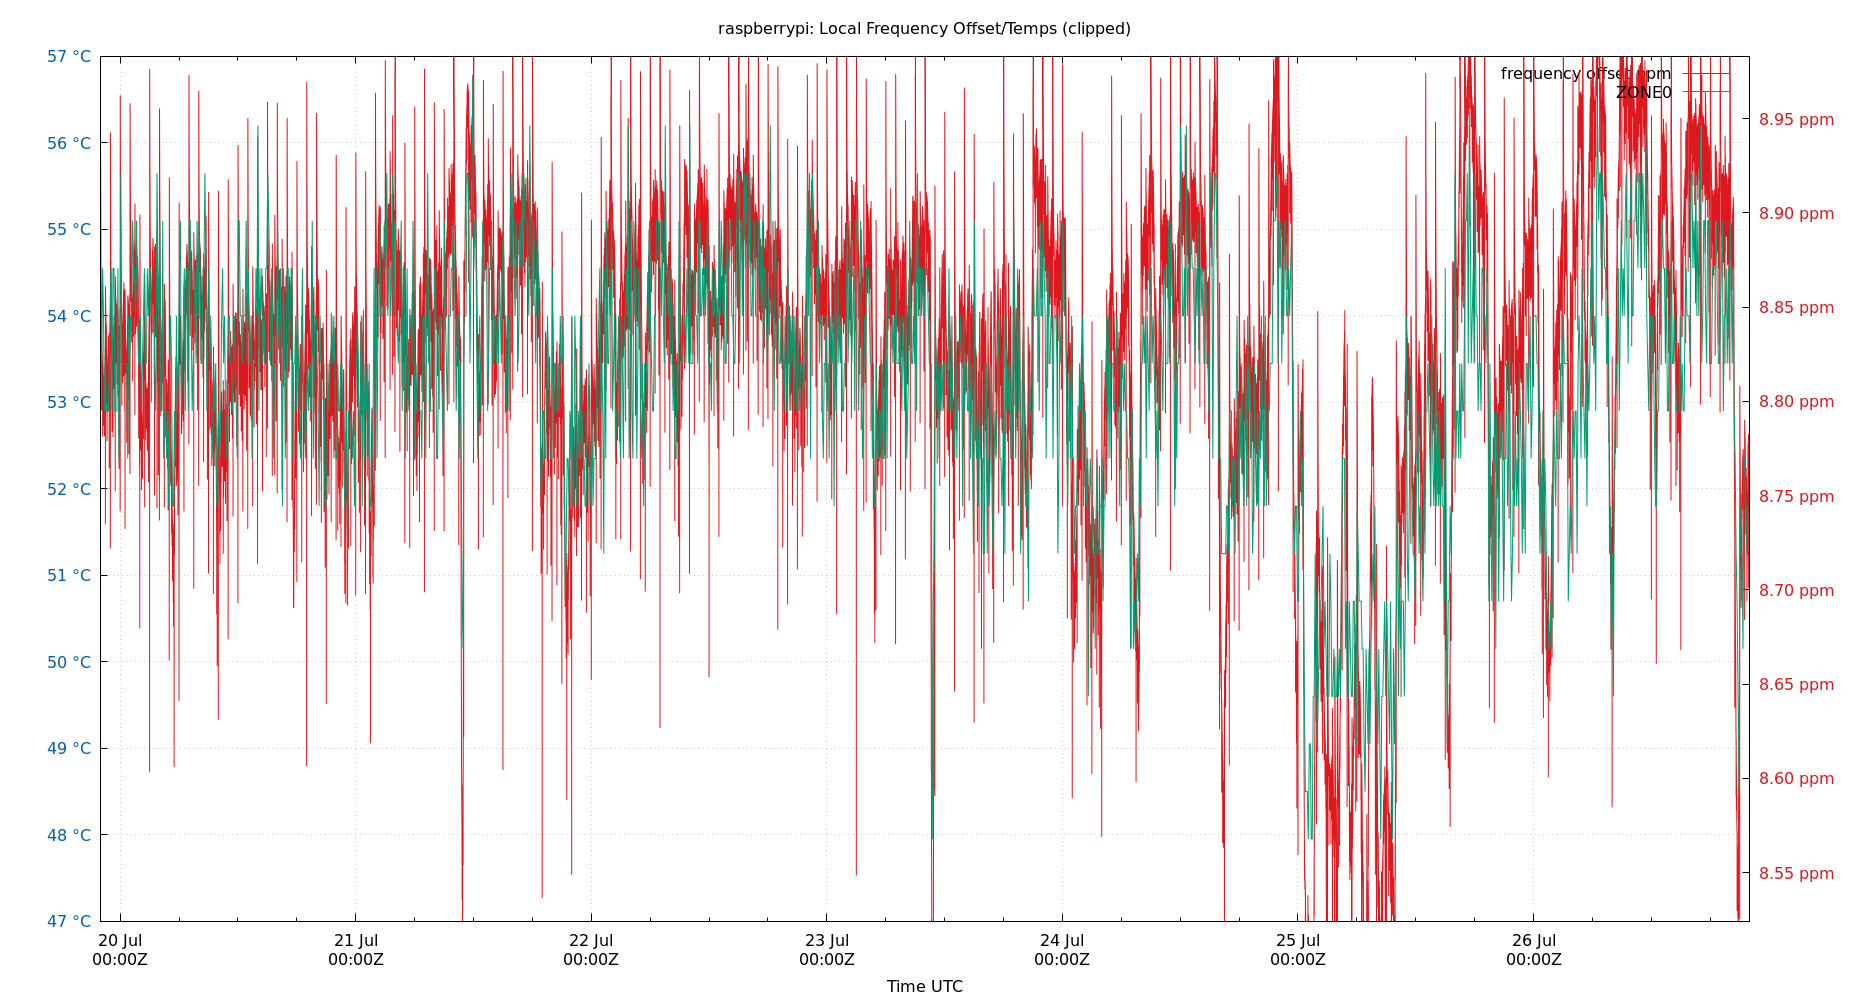 raspberrypi: Local Frequency Offset/Temps (clipped)
57 °C
56 °C
55 °C
54 °C
53 °C
52 °C
51 °C
50 °C
49 °C
48 °C
47 °C
frequency offset ppm
ZONE0
8.95 ppm
8.90 ppm
8.85 ppm
8.80 ppm
8.75 ppm
8.70 ppm
8.65 ppm
8.60 ppm
8.55 ppm
20 Jul
00:00Z
21 Jul
00:00Z
22 Jul
00:00Z
23 Jul
00:00Z
24 Jul
00:00Z
25 Jul
00:00Z
26 Jul
00:00Z
Time UTC